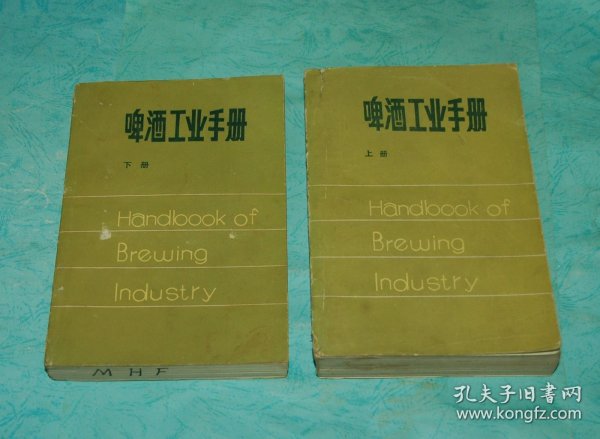 啤酒工业手册
下册
Handbook of
Brewing
Industry
MHF
啤酒工业手册
上册
Handbook of
Brewing
Industry
孔夫子旧书网
www.kongfz.com